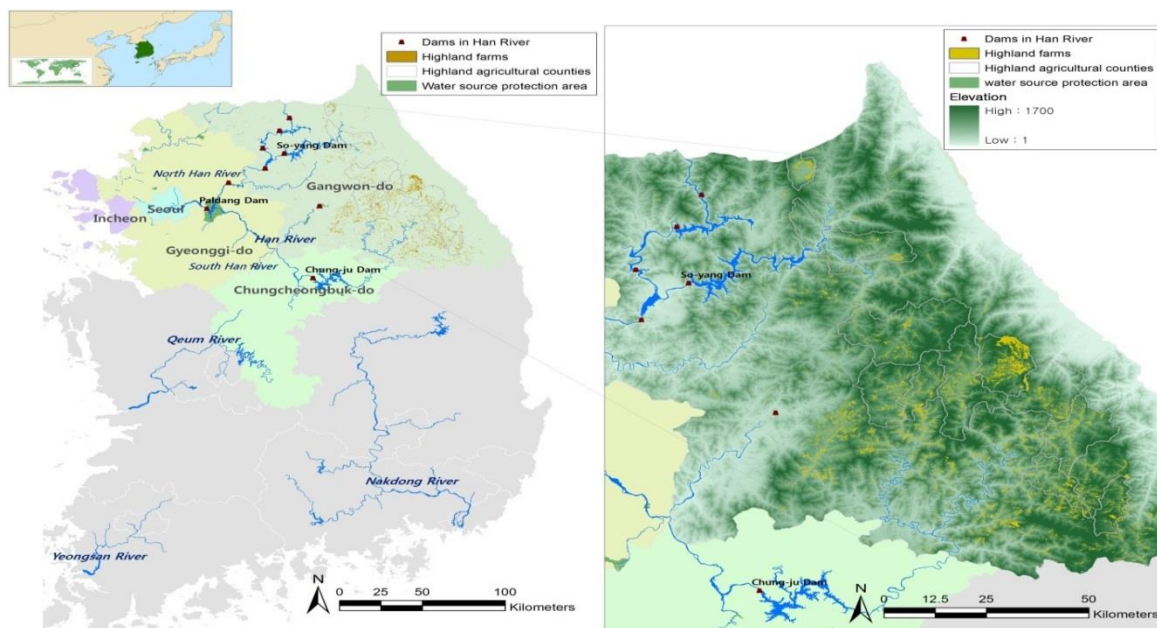 Dams in Han River
Highland farms
Highland agricultural counties
Water source protection area
So-yang Dam
North Han River
Gangwon-do
Paldang Dam
Seoul
Incheon
Han River
Gyeonggi-do
South Han River
Chung-ju Dam
Chungcheongbuk-do
Qeum River
Nakdong River
Yeongsan River
N
0 25 50 100
Kilometers
Dams in Han River
Highland farms
Highland agricultural counties
water source protection area
Elevation
High : 1700
Low : 1
So-yang Dam
Chung-ju Dam
N
0 12.5 25 50
Kilometers